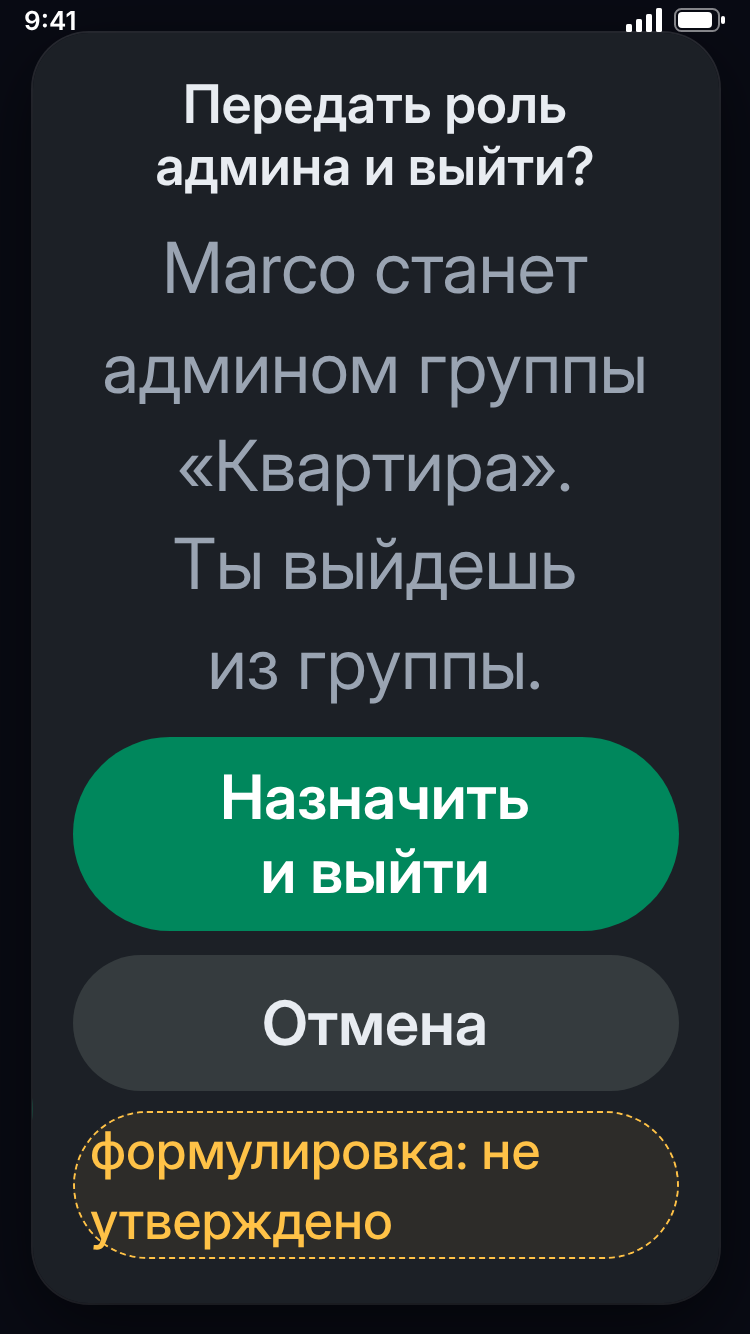 9:41
Передать роль
админа и выйти?
Marco станет
админом группы
«Квартира».
Ты выйдешь
из группы.
Назначить
и выйти
Отмена
формулировка: не
утверждено